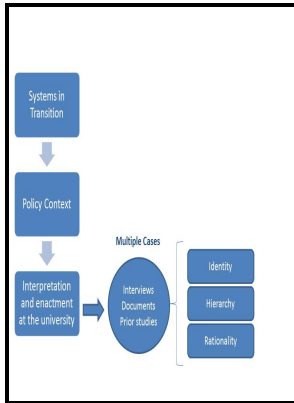 Systems in
Transition
Policy Context
Interpretation
and enactment
at the university
Multiple Cases
Interviews
Documents
Prior studies
Identity
Hierarchy
Rationality